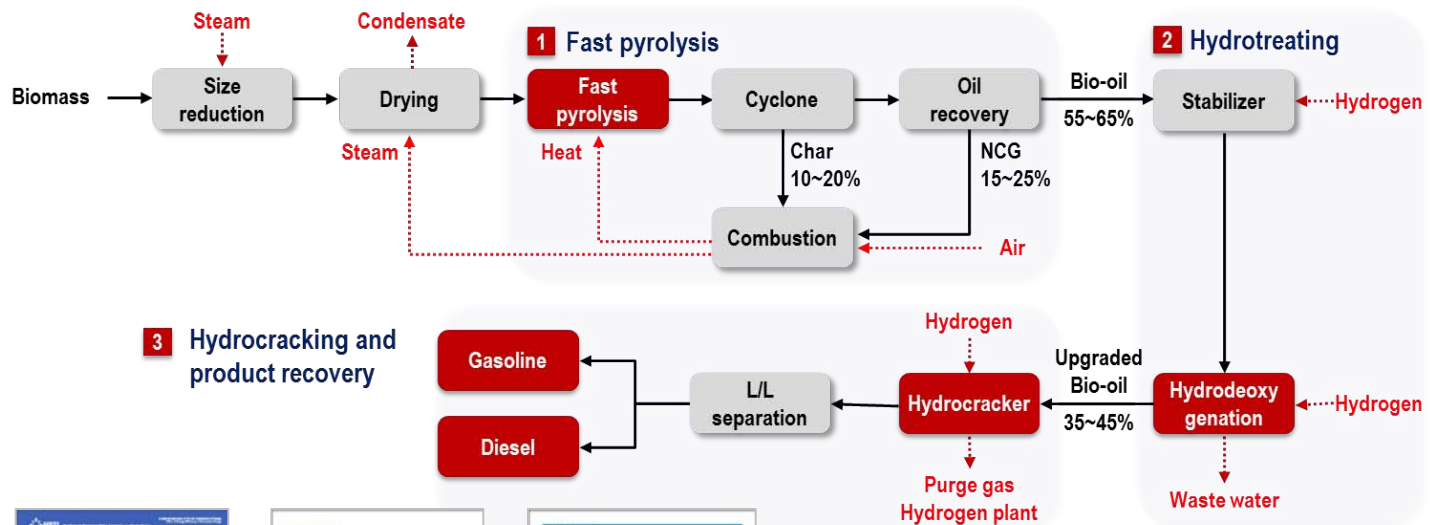 1 Fast pyrolysis
2 Hydrotreating
Steam
Condensate
Biomass
Size
reduction
Drying
Fast
pyrolysis
Cyclone
Oil
recovery
Bio-oil
55~65%
Stabilizer
Hydrogen
Steam
Heat
Char
10~20%
NCG
15~25%
Combustion
Air
3 Hydrocracking and
product recovery
Gasoline
Diesel
L/L
separation
Hydrogen
Hydrocracker
Upgraded
Bio-oil
35~45%
Hydrodeoxy
genation
Hydrogen
Purge gas
Hydrogen plant
Waste water